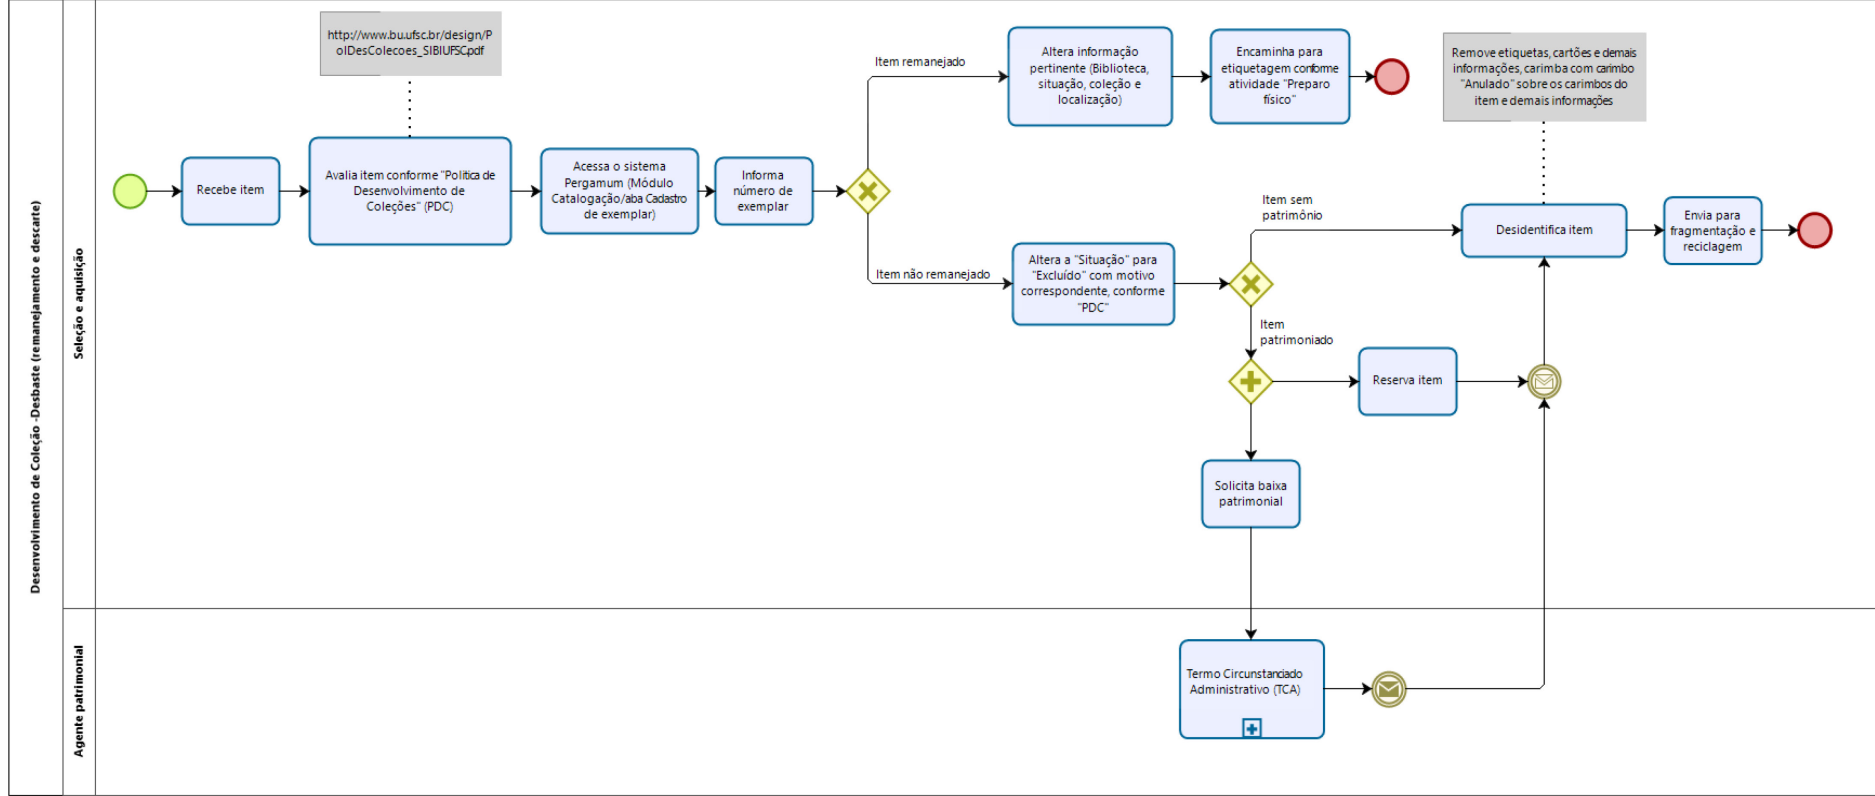 Desenvolvimento de Coleção -Desbaste (remanejamento e descarte)
Seleção e aquisição
http://www.bu.ufsc.br/design/P
olDesColecoes_SIBIUFSC.pdf
Recebe item
Avalia item conforme "Política de
Desenvolvimento de
Coleções" (PDC)
Acessa o sistema
Pergamum (Módulo
Catalogação/aba Cadastro
de exemplar)
Informa
número de
exemplar
Item remanejado
Altera informação
pertinente (Biblioteca,
situação, coleção e
localização)
Encaminha para
etiquetagem conforme
atividade "Preparo
físico"
Item não remanejado
Altera a "Situação" para
"Excluído" com motivo
correspondente, conforme
"PDC"
Item sem
patrimônio
Remove etiquetas, cartões e demais
informações, carimba com carimbo
"Anulado" sobre os carimbos do
item e demais informações
Desidentifica item
Envia para
fragmentação e
reciclagem
Item
patrimoniado
Reserva item
Solicita baixa
patrimonial
Agente patrimonial
Termo Circunstanciado
Administrativo (TCA)